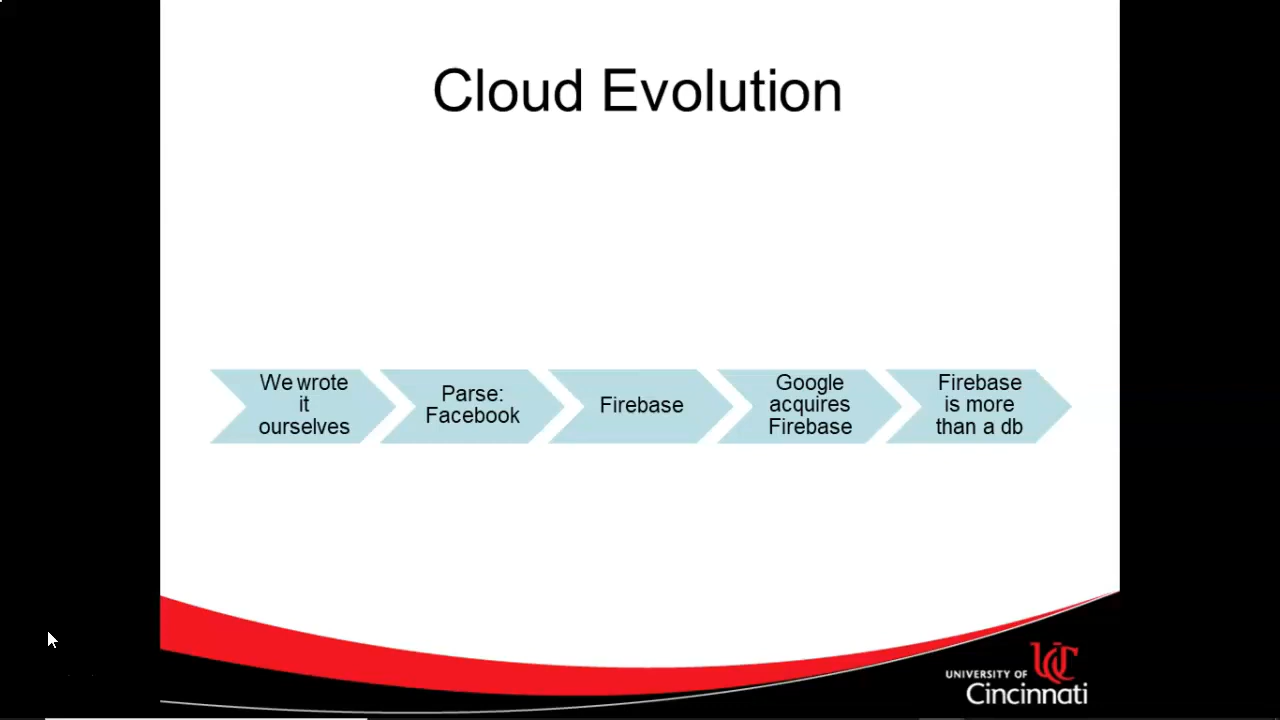 Cloud Evolution
We wrote
it
ourselves
Parse:
Facebook
Firebase
Google
acquires
Firebase
Firebase
is more
than a db
UNIVERSITY OF
Cincinnati
UC